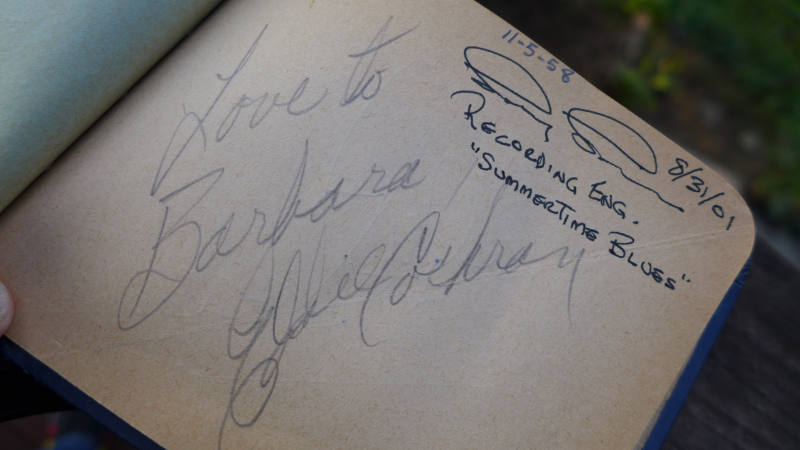 Love to
Barbara
Eddie Cochran
11-5-58
8/31/01
RECORDING ENG.
"SUMMERTIME BLUES"